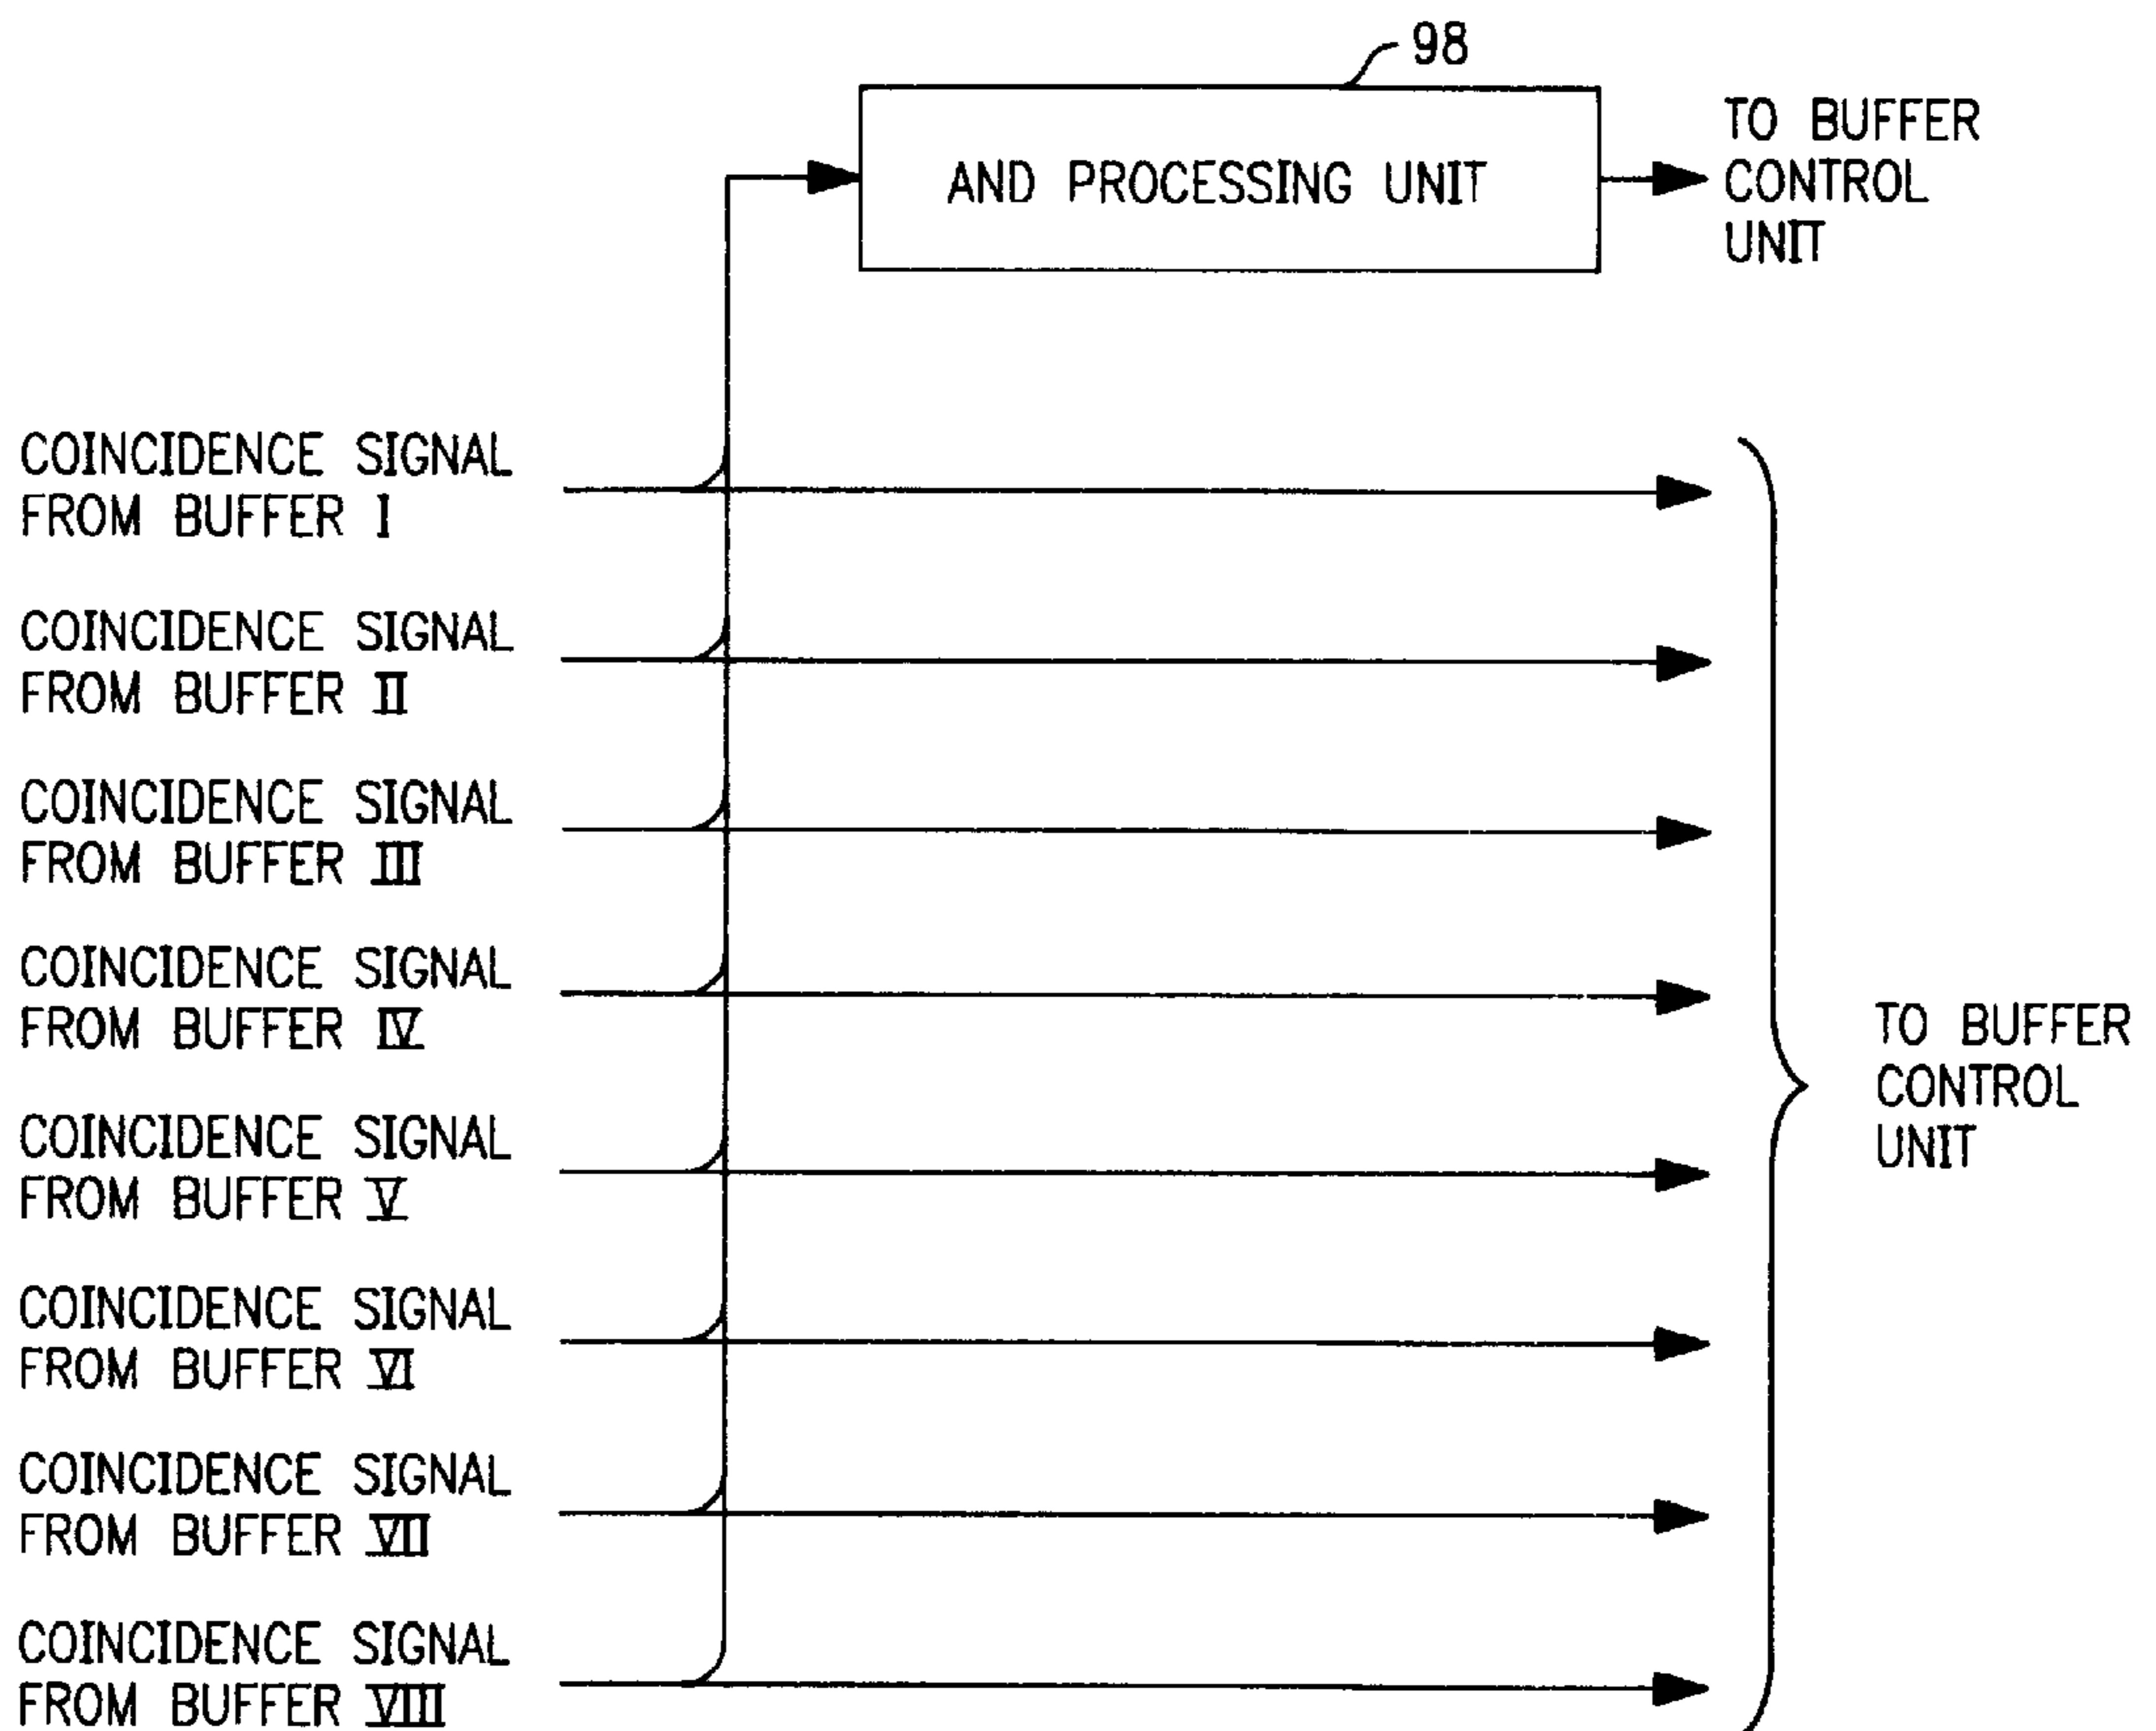 98
AND PROCESSING UNIT
TO BUFFER
CONTROL
UNIT
COINCIDENCE SIGNAL
FROM BUFFER I
COINCIDENCE SIGNAL
FROM BUFFER II
COINCIDENCE SIGNAL
FROM BUFFER III
COINCIDENCE SIGNAL
FROM BUFFER IV
COINCIDENCE SIGNAL
FROM BUFFER V
COINCIDENCE SIGNAL
FROM BUFFER VI
COINCIDENCE SIGNAL
FROM BUFFER VII
COINCIDENCE SIGNAL
FROM BUFFER VIII
TO BUFFER
CONTROL
UNIT